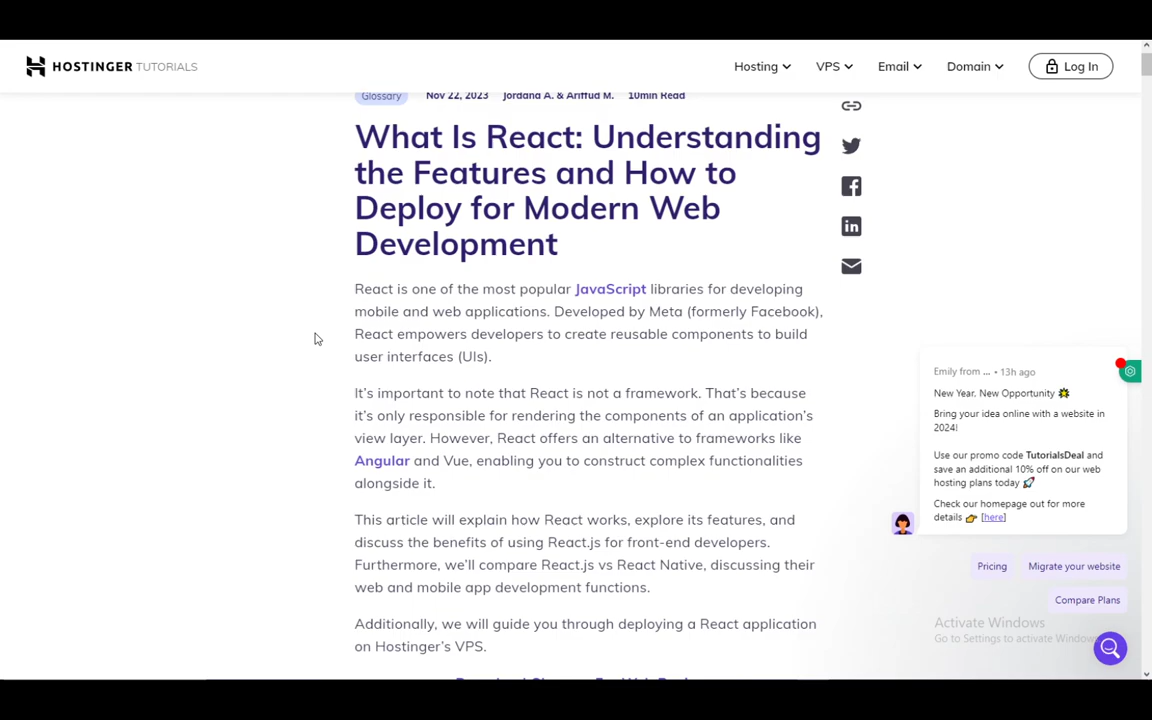 HOSTINGER TUTORIALS
Hosting
VPS
Email
Domain
Log In
Glossary
Nov 22, 2023
Jordana A. & Ariffud M.
10min Read
What Is React: Understanding
the Features and How to
Deploy for Modern Web
Development
React is one of the most popular JavaScript libraries for developing
mobile and web applications. Developed by Meta (formerly Facebook),
React empowers developers to create reusable components to build
user interfaces (UIs).
It’s important to note that React is not a framework. That’s because
it’s only responsible for rendering the components of an application’s
view layer. However, React offers an alternative to frameworks like
Angular and Vue, enabling you to construct complex functionalities
alongside it.
This article will explain how React works, explore its features, and
discuss the benefits of using React.js for front-end developers.
Furthermore, we’ll compare React.js vs React Native, discussing their
web and mobile app development functions.
Additionally, we will guide you through deploying a React application
on Hostinger’s VPS.
Emily from ... • 13h ago
New Year, New Opportunity 💥
Bring your idea online with a website in
2024!
Use our promo code TutorialsDeal and
save an additional 10% off on our web
hosting plans today 🚀
Check our homepage out for more
details 👉 [here]
Pricing
Migrate your website
Compare Plans
Activate Windows
Go to Settings to activate Windows.